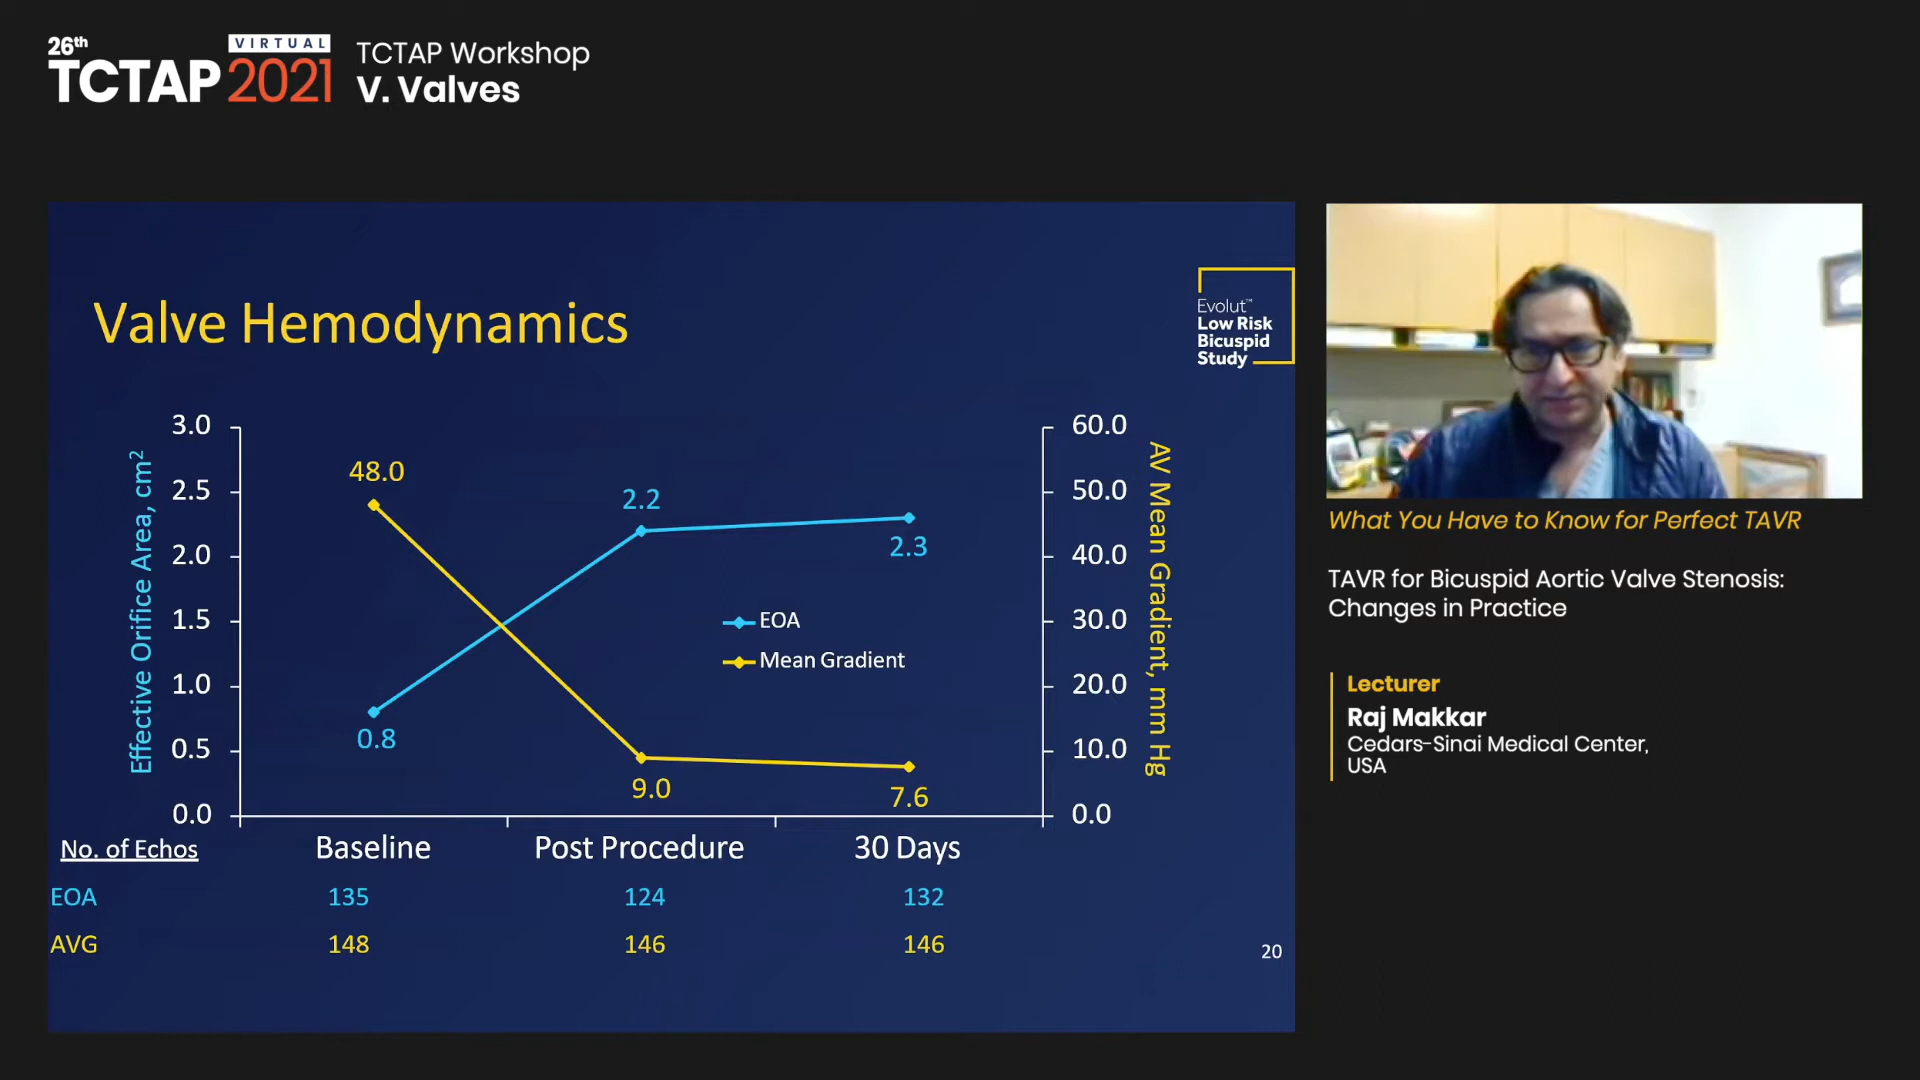 26th
VIRTUAL
TCTAP 2021
TCTAP Workshop
V. Valves
Valve Hemodynamics
Evolut™
Low Risk
Bicuspid
Study
Effective Orifice Area, cm²
3.0
2.5
2.0
1.5
1.0
0.5
0.0
48.0
2.2
2.3
0.8
9.0
7.6
EOA
Mean Gradient
60.0
50.0
40.0
30.0
20.0
10.0
0.0
AV Mean Gradient, mm Hg
No. of Echos Baseline Post Procedure 30 Days
EOA 135 124 132
AVG 148 146 146
20
What You Have to Know for Perfect TAVR
TAVR for Bicuspid Aortic Valve Stenosis:
Changes in Practice
Lecturer
Raj Makkar
Cedars-Sinai Medical Center,
USA